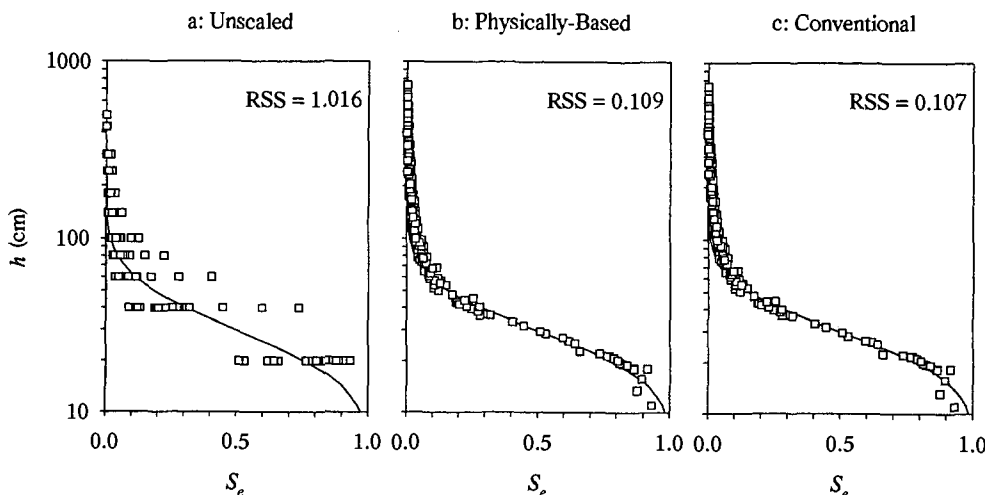 a: Unscaled
b: Physically-Based
c: Conventional
1000
100
10
h (cm)
RSS = 1.016
RSS = 0.109
RSS = 0.107
0.0 0.5 1.0
0.0 0.5 1.0
0.0 0.5 1.0
Se
Se
Se